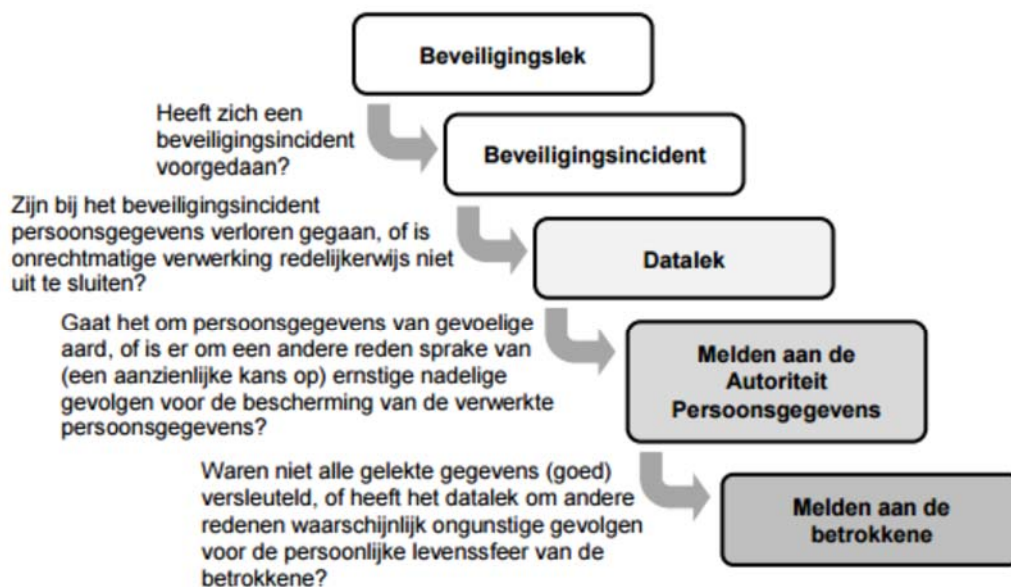 Beveiligingslek
Heeft zich een
beveiligingsincident
voorgedaan?
Beveiligingsincident
Zijn bij het beveiligingsincident
persoonsgegevens verloren gegaan, of is
onrechtmatige verwerking redelijkerwijs niet
uit te sluiten?
Datalek
Gaat het om persoonsgegevens van gevoelige
aard, of is er om een andere reden sprake van
(een aanzienlijke kans op) ernstige nadelige
gevolgen voor de bescherming van de verwerkte
persoonsgegevens?
Melden aan de
Autoriteit
Persoonsgegevens
Waren niet alle gelekte gegevens (goed)
versleuteld, of heeft het datalek om andere
redenen waarschijnlijk ongunstige gevolgen
voor de persoonlijke levenssfeer van de
betrokkene?
Melden aan de
betrokkene